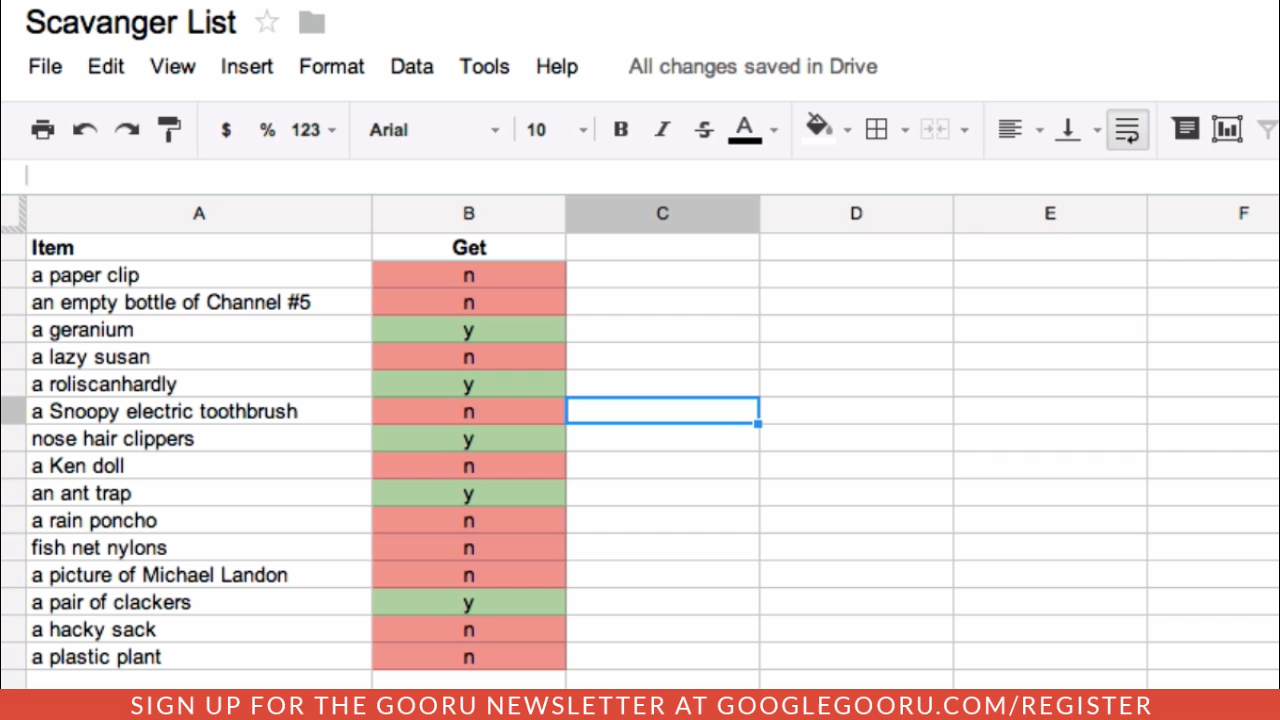 Scavanger List
File Edit View Insert Format Data Tools Help All changes saved in Drive
$ % 123 Arial 10 B I S A
A B C D E F
Item Get
a paper clip n
an empty bottle of Channel #5 n
a geranium y
a lazy susan n
a roliscanhardly y
a Snoopy electric toothbrush n
nose hair clippers y
a Ken doll n
an ant trap y
a rain poncho n
fish net nylons n
a picture of Michael Landon n
a pair of clackers y
a hacky sack n
a plastic plant n
SIGN UP FOR THE GOORU NEWSLETTER AT GOOGLEGOORU.COM/REGISTER